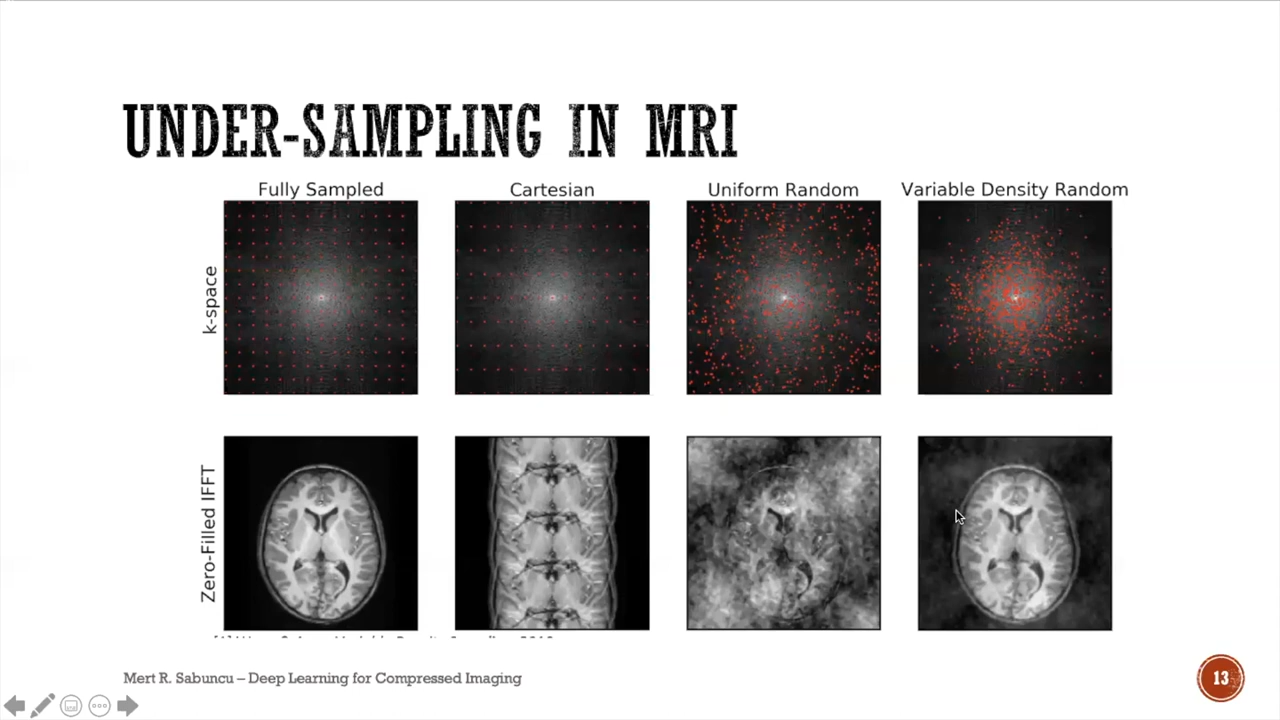 UNDER-SAMPLING IN MRI
Fully Sampled Cartesian Uniform Random Variable Density Random
k-space
Zero-Filled IFFT
Mert R. Sabuncu – Deep Learning for Compressed Imaging
13